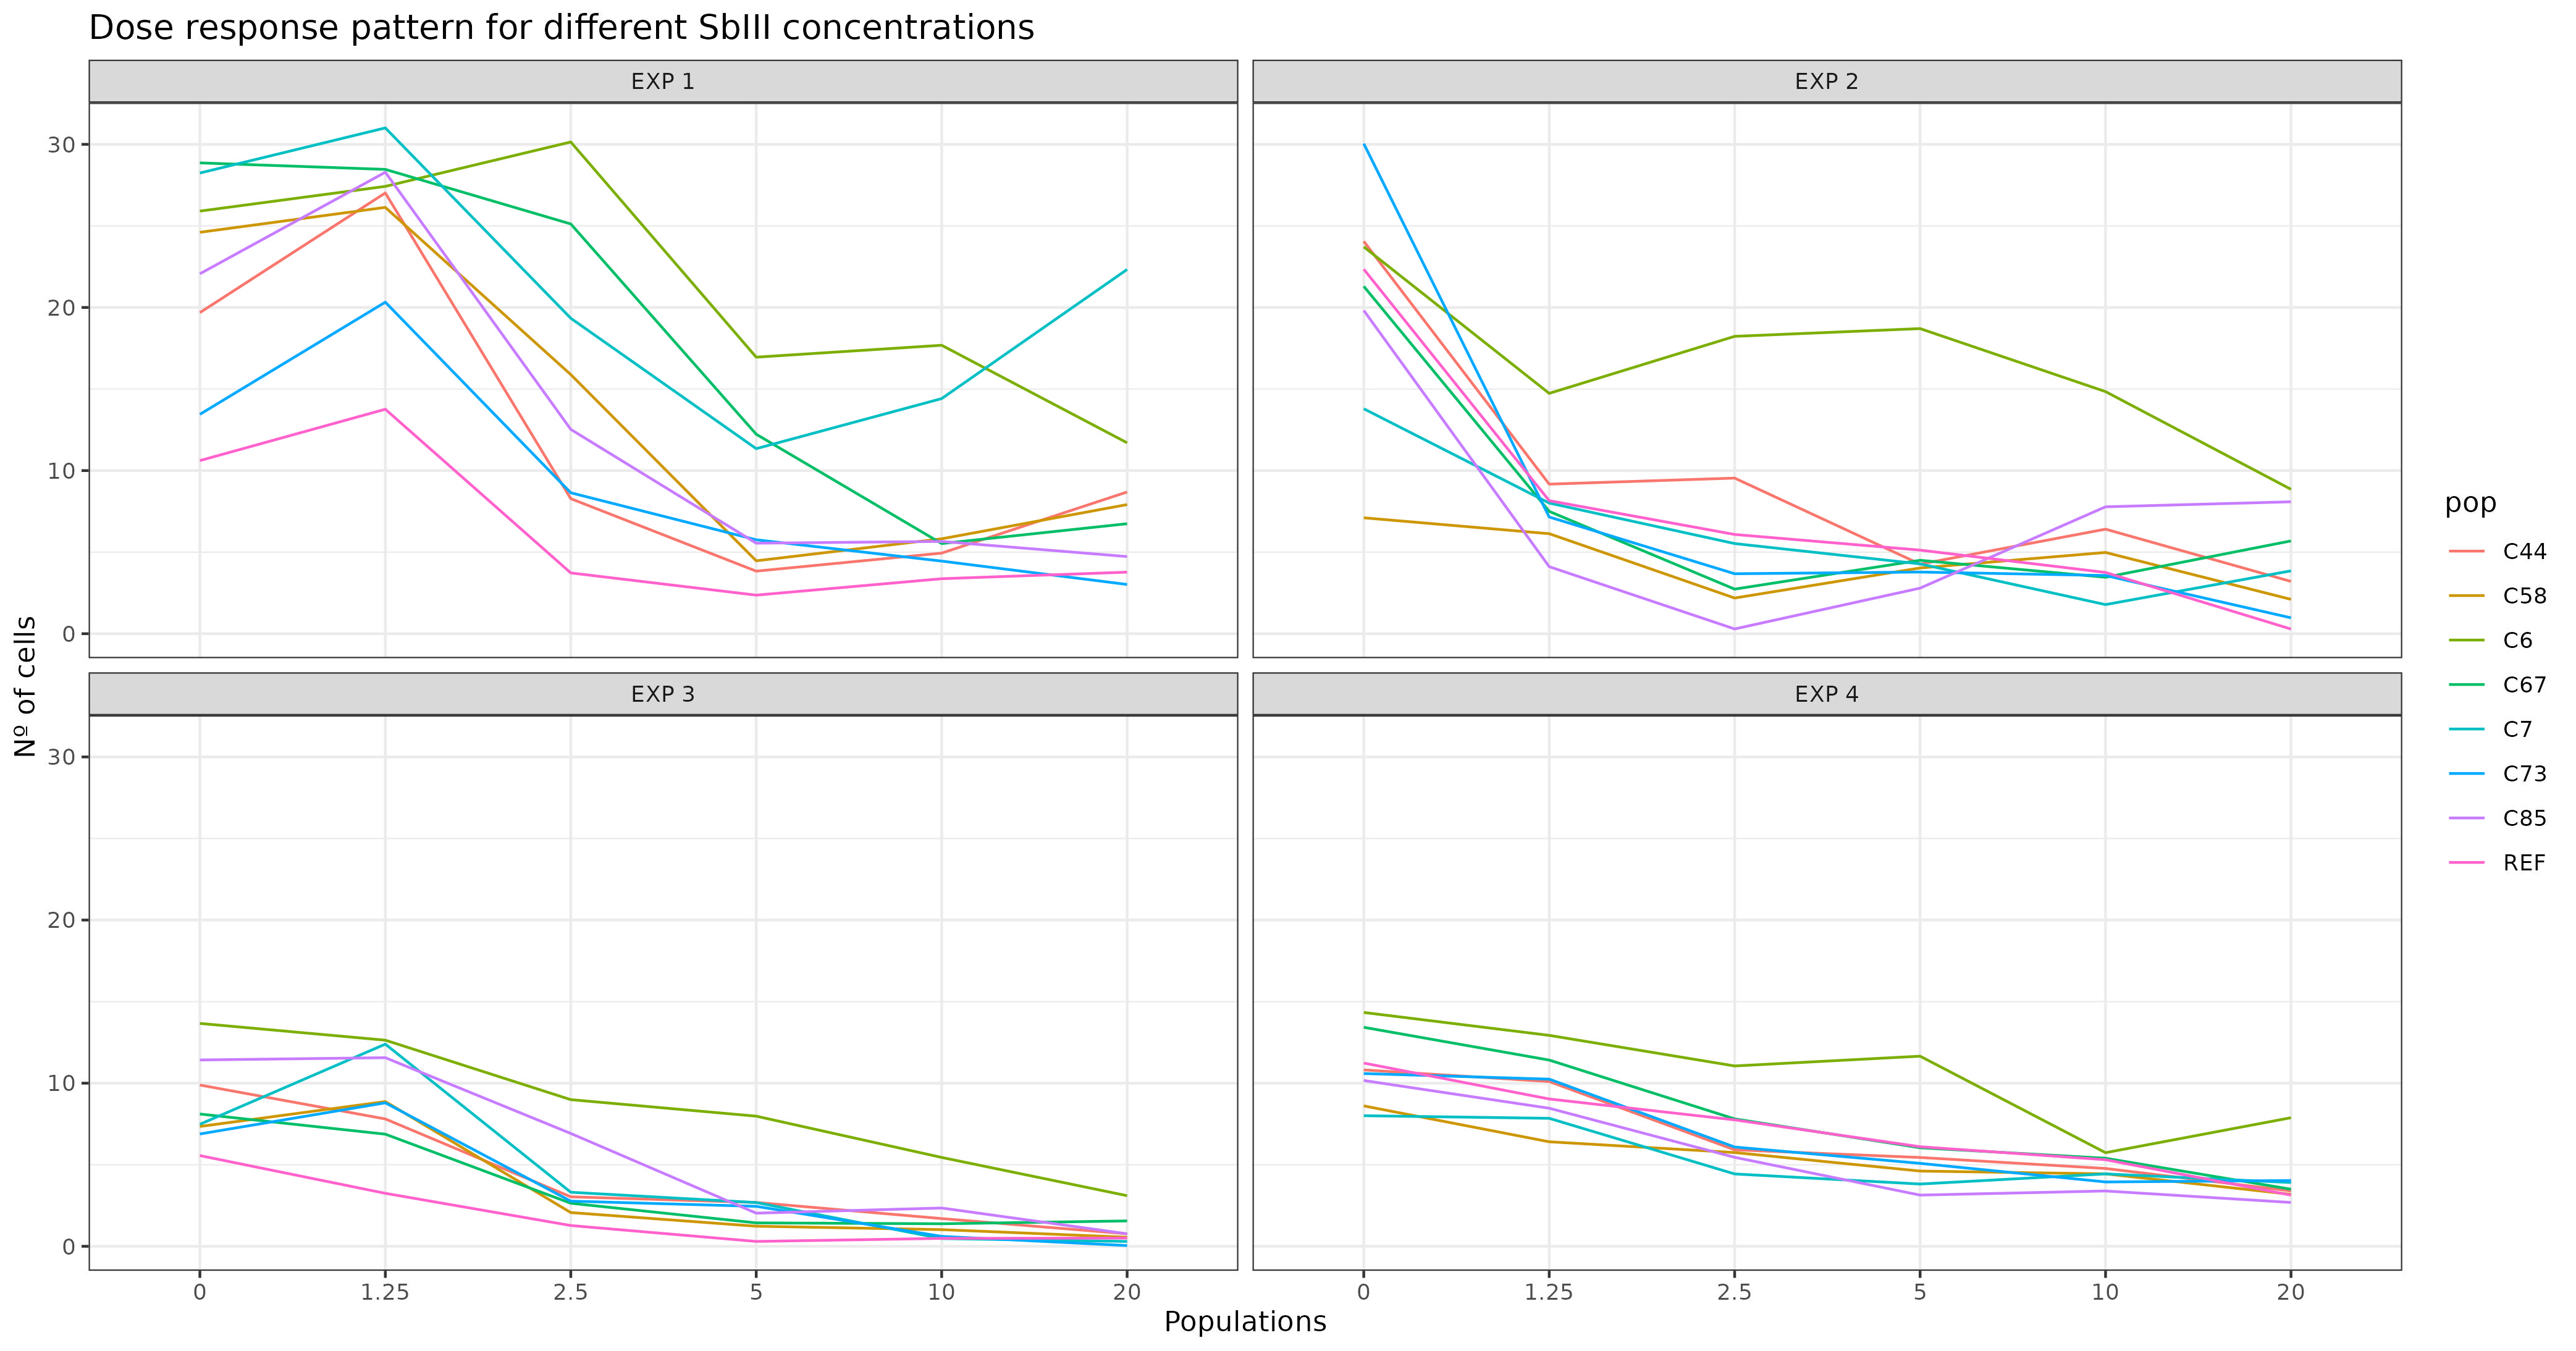 Dose response pattern for different SbIII concentrations
EXP 1
EXP 2
30
20
10
0
EXP 3
EXP 4
30
20
10
0
0 1.25 2.5 5 10 20
0 1.25 2.5 5 10 20
Populations
Nº of cells
pop
C44
C58
C6
C67
C7
C73
C85
REF